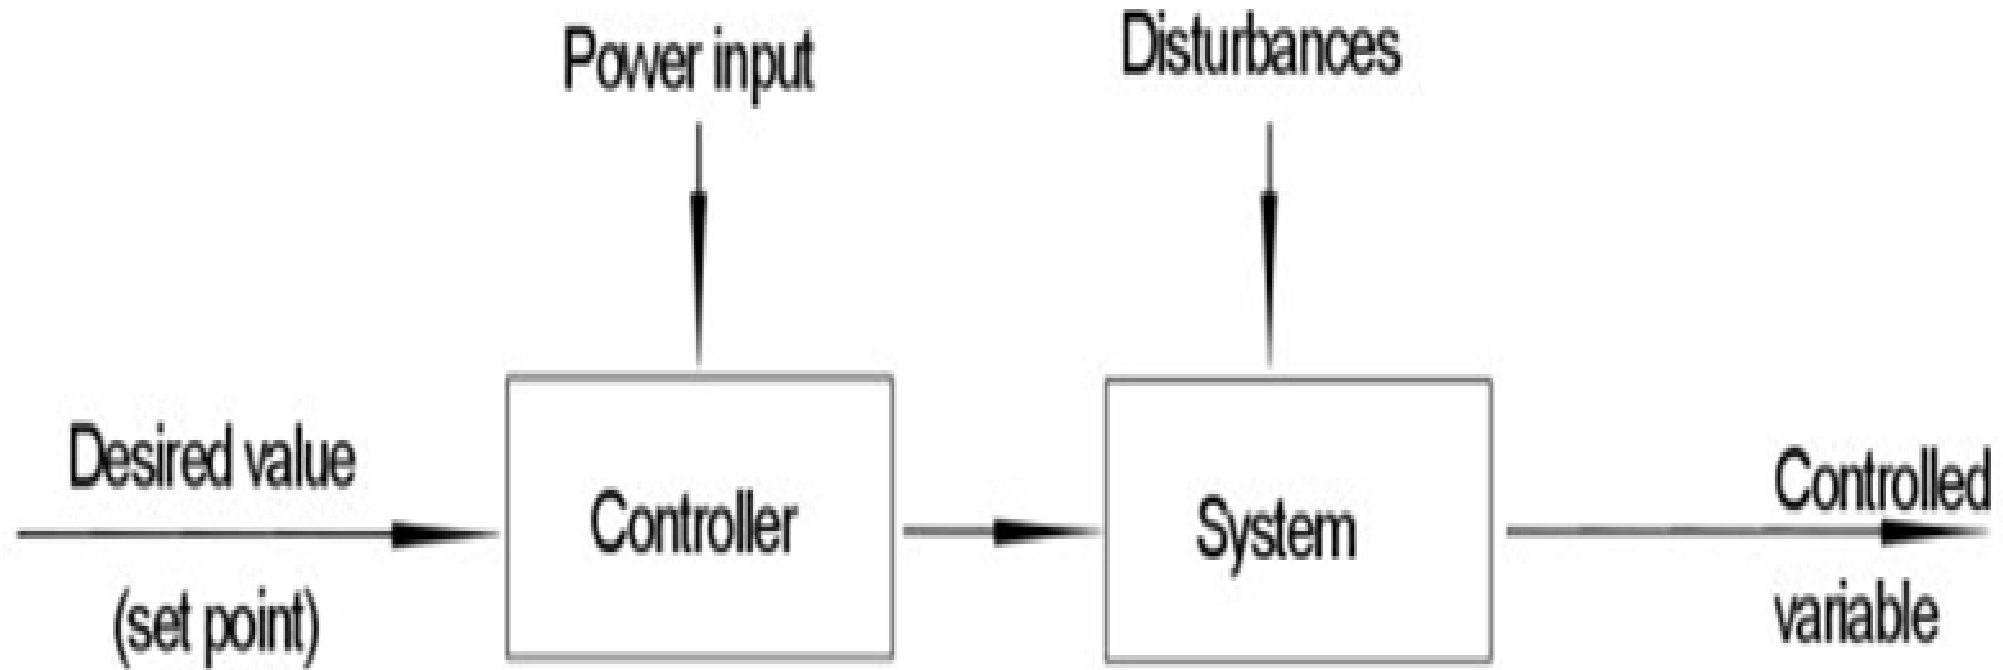 Power input
Disturbances
Desired value
(set point)
Controller
System
Controlled
variable